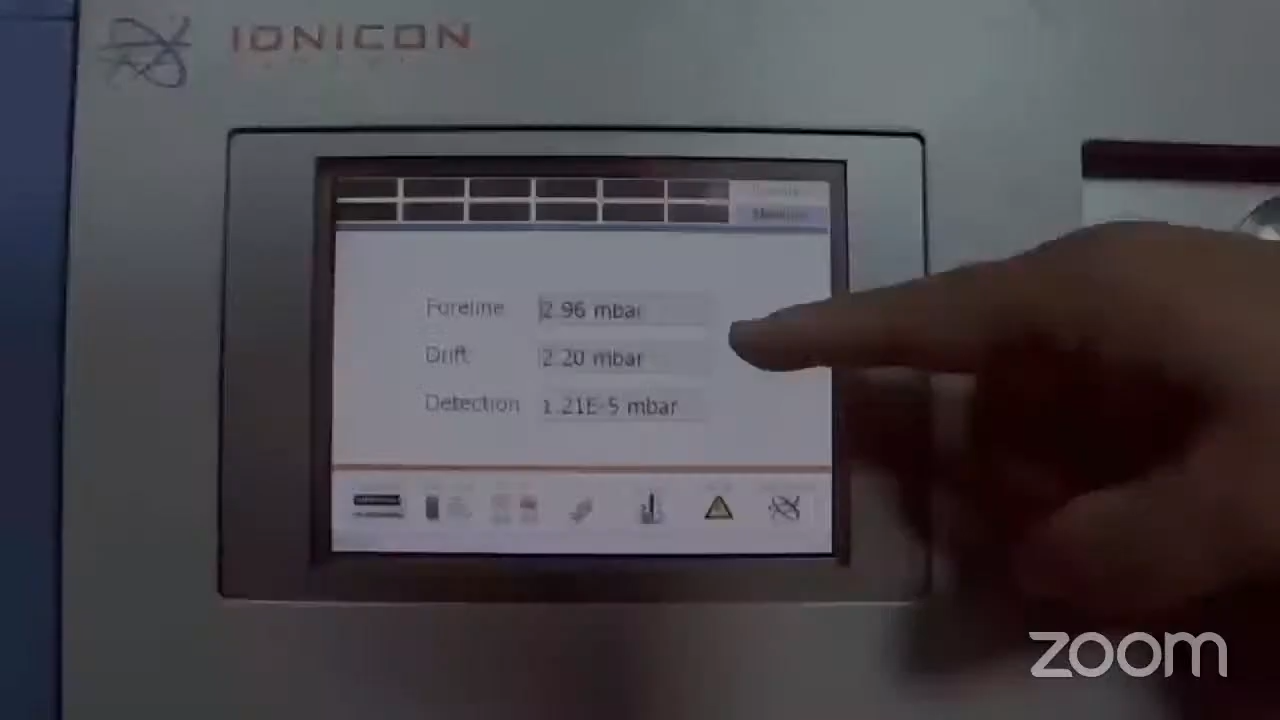 IONICON
Foreline 2.96 mbar
Drift 2.20 mbar
Detection 1.21E-5 mbar
zoom